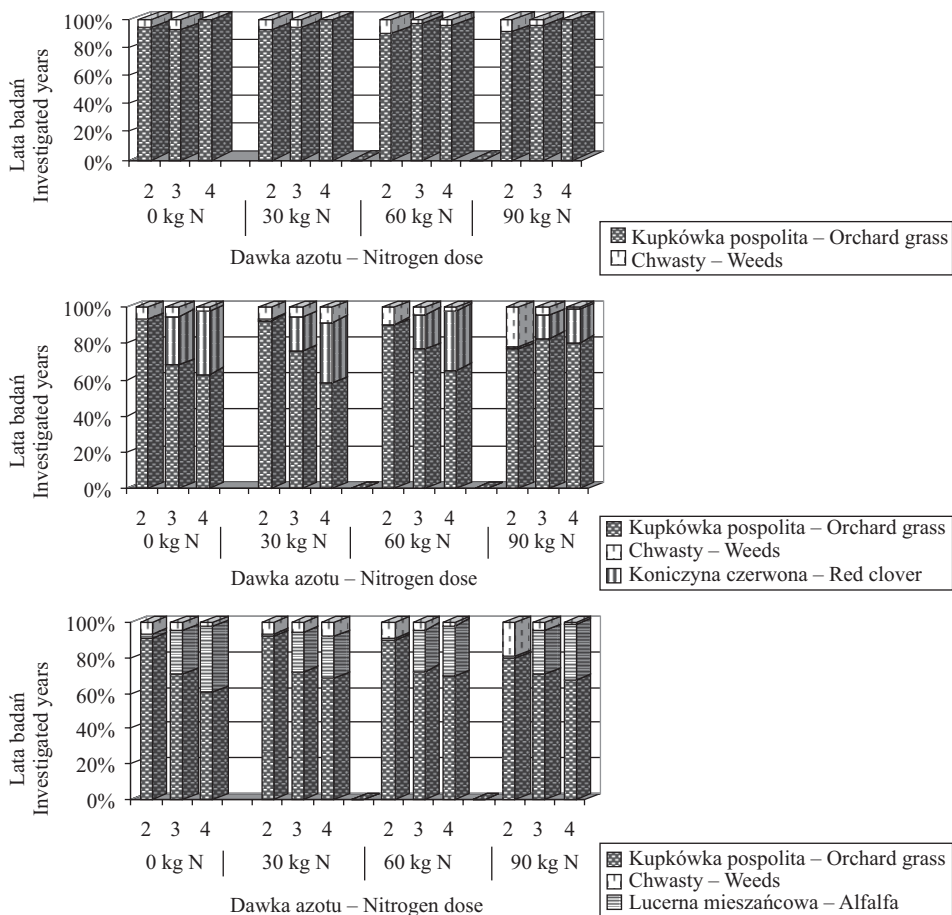 Lata badań
Investigated years
100%
80%
60%
40%
20%
0%
2 3 4 2 3 4 2 3 4 2 3 4
0 kg N 30 kg N 60 kg N 90 kg N
Dawka azotu – Nitrogen dose
Kupkówka pospolita – Orchard grass
Chwasty – Weeds
Lata badań
Investigated years
100%
80%
60%
40%
20%
0%
2 3 4 2 3 4 2 3 4 2 3 4
0 kg N 30 kg N 60 kg N 90 kg N
Dawka azotu – Nitrogen dose
Kupkówka pospolita – Orchard grass
Chwasty – Weeds
Koniczyna czerwona – Red clover
Lata badań
Investigated years
100%
80%
60%
40%
20%
0%
2 3 4 2 3 4 2 3 4 2 3 4
0 kg N 30 kg N 60 kg N 90 kg N
Dawka azotu – Nitrogen dose
Kupkówka pospolita – Orchard grass
Chwasty – Weeds
Lucerna mieszańcowa – Alfalfa